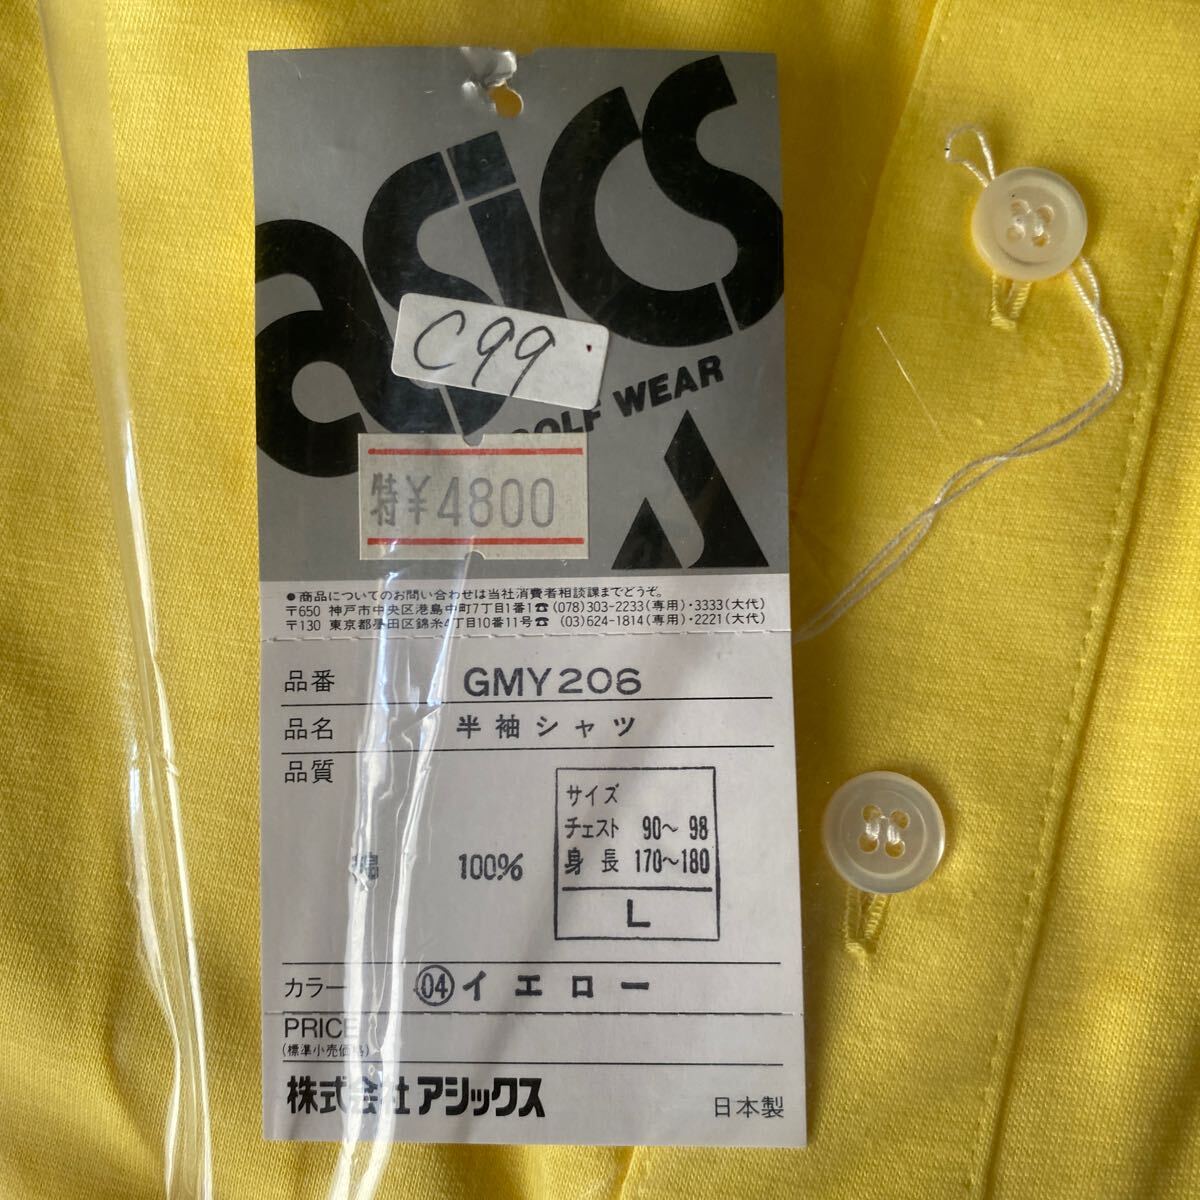 asics
C99
GOLF WEAR
特¥4800
●商品についてのお問い合わせは当社消費者相談課までどうぞ。
〒650 神戸市中央区港島中町7丁目1番1☎(078)303-2233(専用)・3333(大代)
〒130 東京都墨田区錦糸4丁目10番11号☎ (03)624-1814(専用)・2221(大代)
品番 GMY206
品名 半袖シャツ
品質
綿 100%
サイズ
チェスト 90～98
身長 170～180
L
カラー 04 イエロー
PRICE
(標準小売価格)
株式会社アシックス
日本製